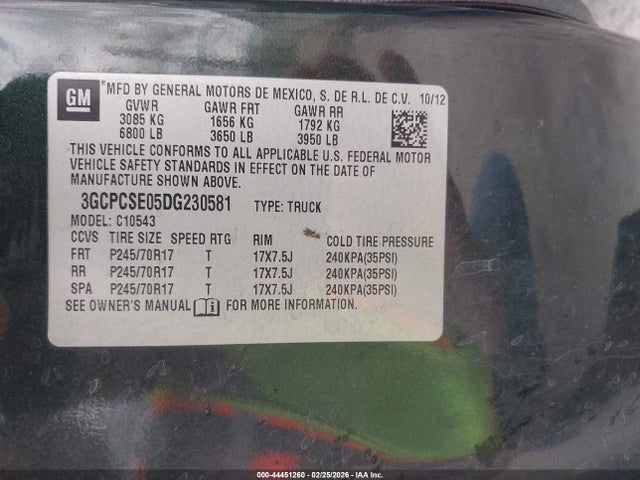 GM
MFD BY GENERAL MOTORS DE MEXICO, S. DE R.L. DE C.V. 10/12
GVWR GAWR FRT GAWR RR
3085 KG 1656 KG 1792 KG
6800 LB 3650 LB 3950 LB
THIS VEHICLE CONFORMS TO ALL APPLICABLE U.S. FEDERAL MOTOR
VEHICLE SAFETY STANDARDS IN EFFECT ON THE DATE OF
MANUFACTURE SHOWN ABOVE.
3GCPCSE05DG230581 TYPE: TRUCK
MODEL: C10543
CCVS TIRE SIZE SPEED RTG RIM COLD TIRE PRESSURE
FRT P245/70R17 T 17X7.5J 240KPA(35PSI)
RR P245/70R17 T 17X7.5J 240KPA(35PSI)
SPA P245/70R17 T 17X7.5J 240KPA(35PSI)
SEE OWNER'S MANUAL FOR MORE INFORMATION.
000-44451260 - 02/25/2026 - IAAI Inc.